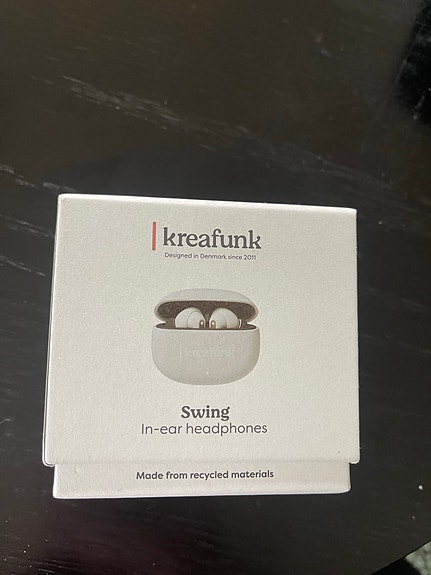 kreafunk
Designed in Denmark since 2011
kreafunk
Swing
In-ear headphones
Made from recycled materials